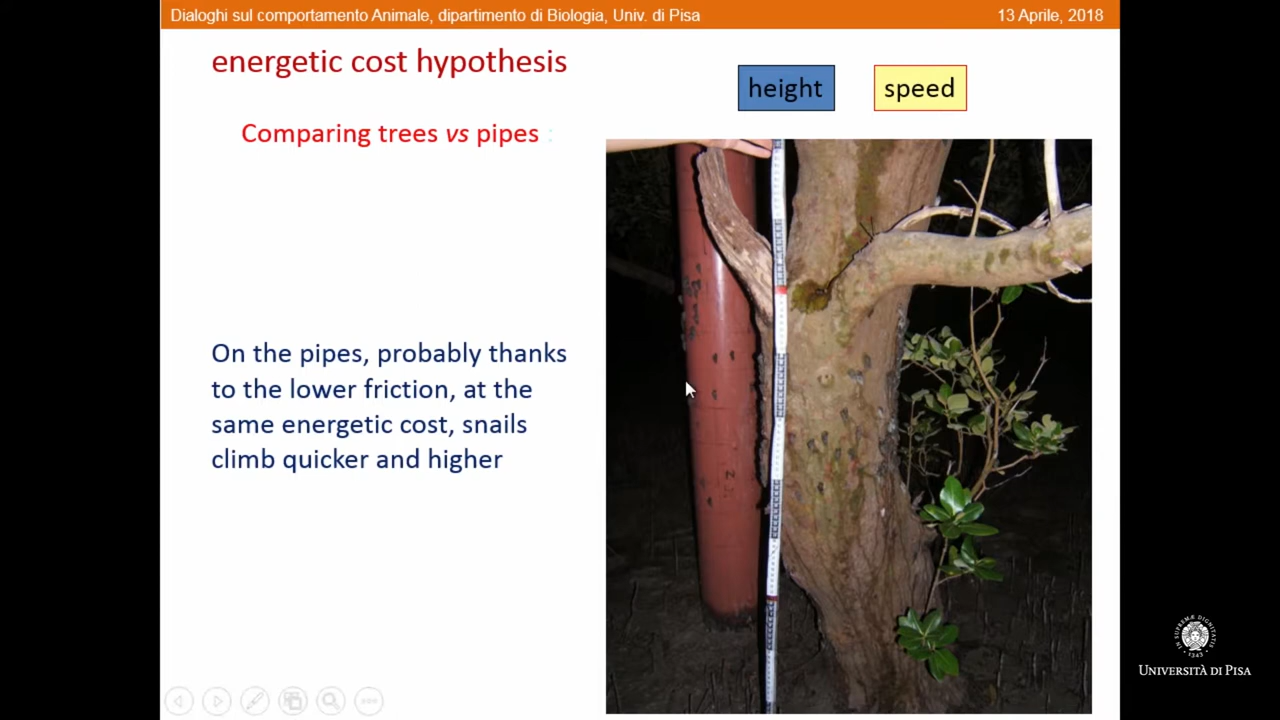 Dialoghi sul comportamento Animale, dipartimento di Biologia, Univ. di Pisa
13 Aprile, 2018
energetic cost hypothesis
height
speed
Comparing trees vs pipes :
On the pipes, probably thanks
to the lower friction, at the
same energetic cost, snails
climb quicker and higher
UNIVERSITÀ DI PISA